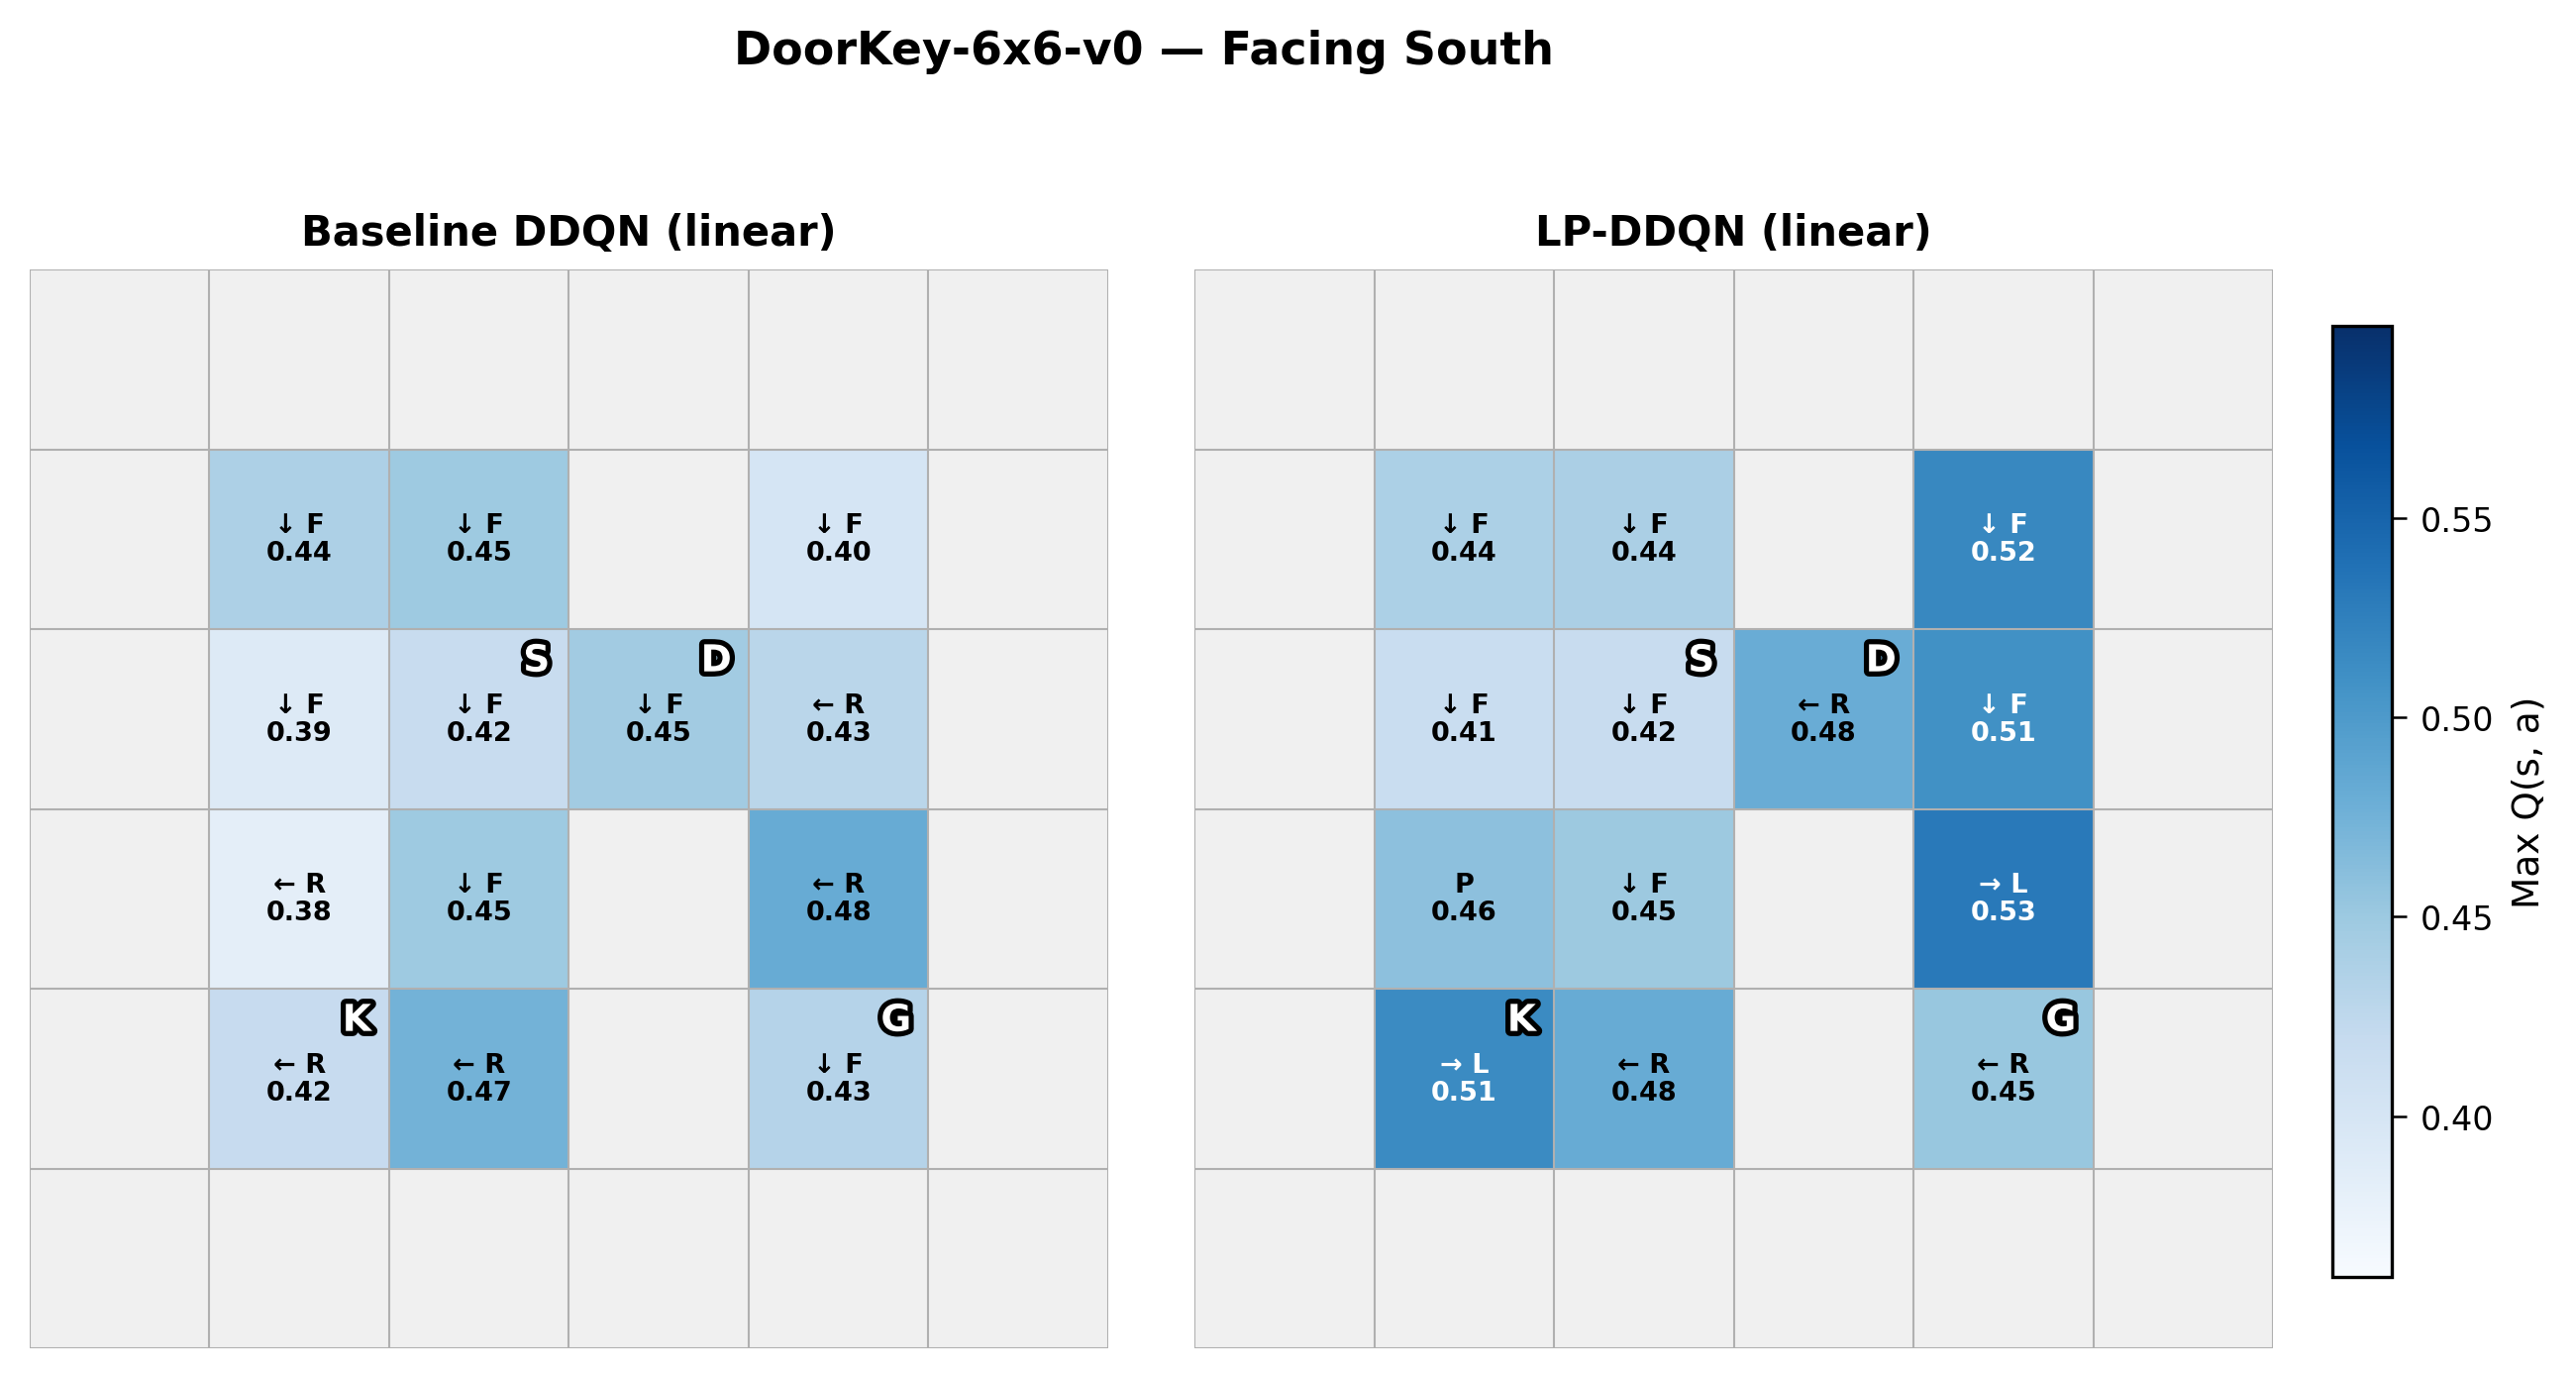 DoorKey-6x6-v0 — Facing South
Baseline DDQN (linear)
↓ F
0.44
↓ F
0.45
↓ F
0.40
↓ F
0.39
S
↓ F
0.42
D
↓ F
0.45
← R
0.43
← R
0.38
↓ F
0.45
← R
0.48
K
← R
0.42
← R
0.47
G
↓ F
0.43
LP-DDQN (linear)
↓ F
0.44
↓ F
0.44
↓ F
0.52
↓ F
0.41
S
↓ F
0.42
D
← R
0.48
↓ F
0.51
P
0.46
↓ F
0.45
→ L
0.53
K
→ L
0.51
← R
0.48
G
← R
0.45
0.55
0.50
0.45
0.40
Max Q(s, a)